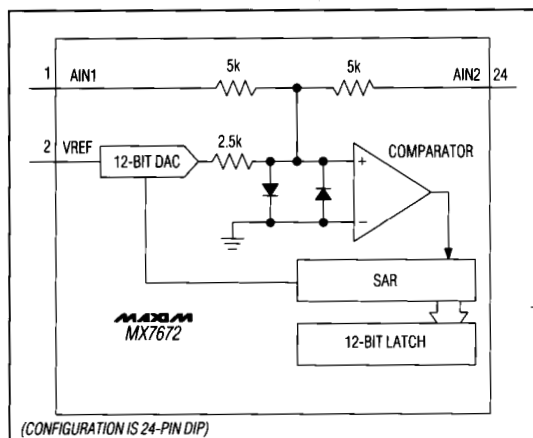 5k 5k
1 AIN1 AIN2 24
2 VREF 12-BIT DAC 2.5k COMPARATOR
+
−
SAR
MAXIM
MX7672
12-BIT LATCH
(CONFIGURATION IS 24-PIN DIP)